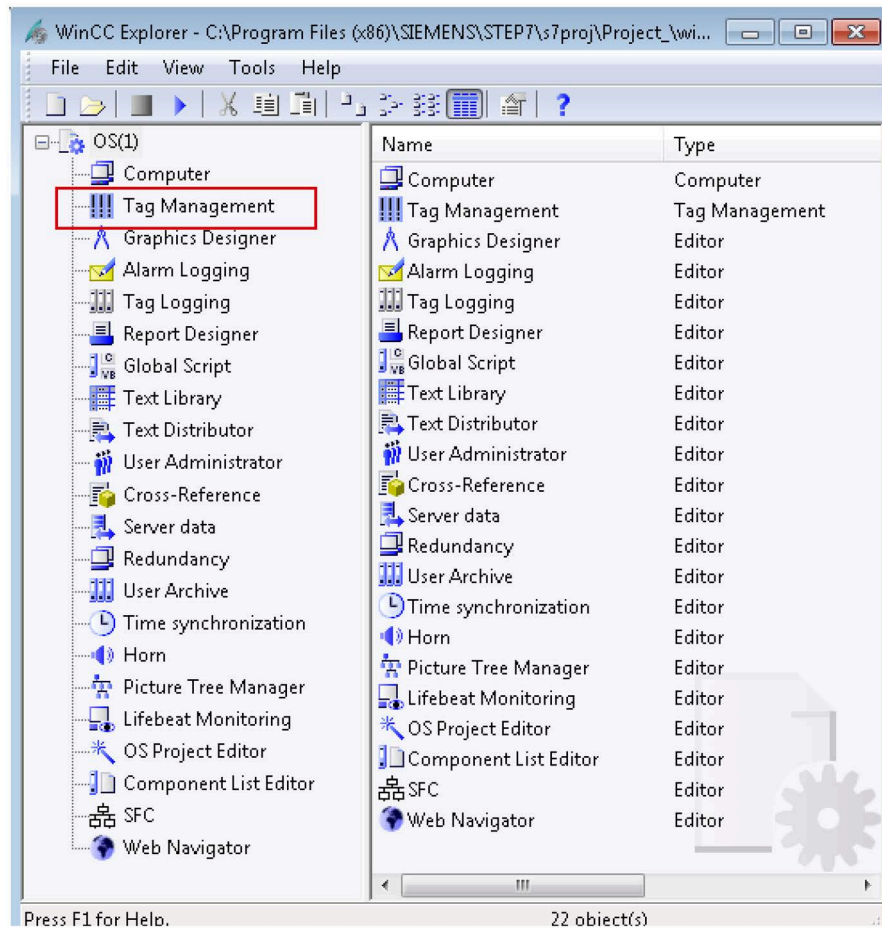 WinCC Explorer - C:\Program Files (x86)\SIEMENS\STEP7\s7proj\Project_\wi...
File Edit View Tools Help
OS(1)
Computer
Tag Management
Graphics Designer
Alarm Logging
Tag Logging
Report Designer
Global Script
Text Library
Text Distributor
User Administrator
Cross-Reference
Server data
Redundancy
User Archive
Time synchronization
Horn
Picture Tree Manager
Lifebeat Monitoring
OS Project Editor
Component List Editor
SFC
Web Navigator
Name Type
Computer Computer
Tag Management Tag Management
Graphics Designer Editor
Alarm Logging Editor
Tag Logging Editor
Report Designer Editor
Global Script Editor
Text Library Editor
Text Distributor Editor
User Administrator Editor
Cross-Reference Editor
Server data Editor
Redundancy Editor
User Archive Editor
Time synchronization Editor
Horn Editor
Picture Tree Manager Editor
Lifebeat Monitoring Editor
OS Project Editor Editor
Component List Editor Editor
SFC Editor
Web Navigator Editor
Press F1 for Help. 22 object(s)